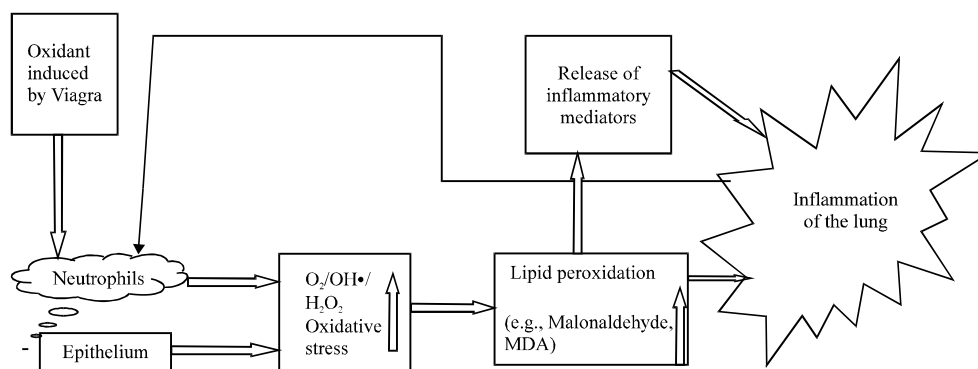 Oxidant
induced
by Viagra
Release of
inflammatory
mediators
Inflammation
of the lung
Neutrophils
O₂/OH•/
H₂O₂
Oxidative
stress
Lipid peroxidation
(e.g., Malonaldehyde,
MDA)
Epithelium